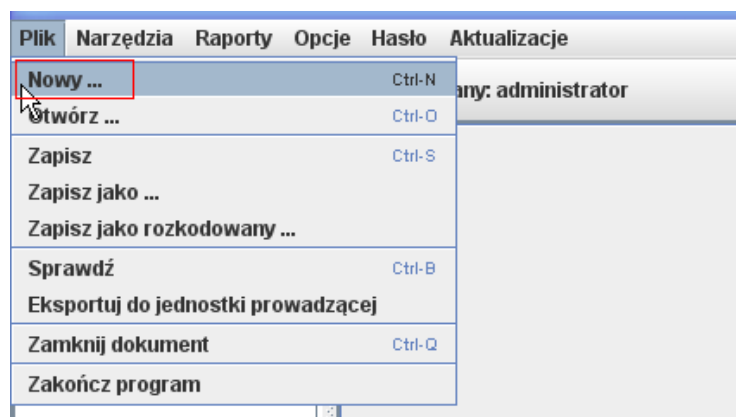 Plik Narzędzia Raporty Opcje Hasło Aktualizacje
Nowy ... Ctrl-N
any: administrator
Otwórz ... Ctrl-O
Zapisz Ctrl-S
Zapisz jako ...
Zapisz jako rozkodowany ...
Sprawdź Ctrl-B
Eksportuj do jednostki prowadzącej
Zamknij dokument Ctrl-Q
Zakończ program